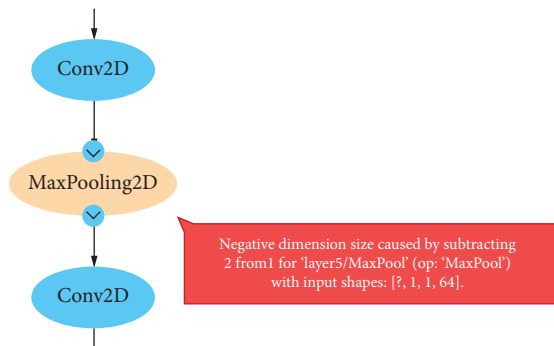 Conv2D
MaxPooling2D
Negative dimension size caused by subtracting
2 from1 for ‘layer5/MaxPool’ (op: ‘MaxPool’)
with input shapes: [?, 1, 1, 64].
Conv2D